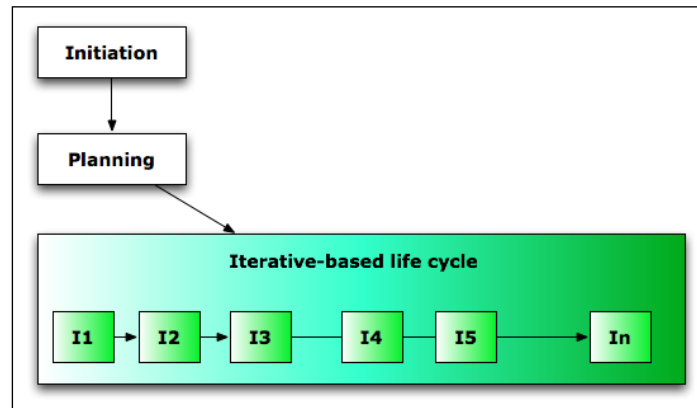 Initiation
Planning
Iterative-based life cycle
I1 I2 I3 I4 I5 In